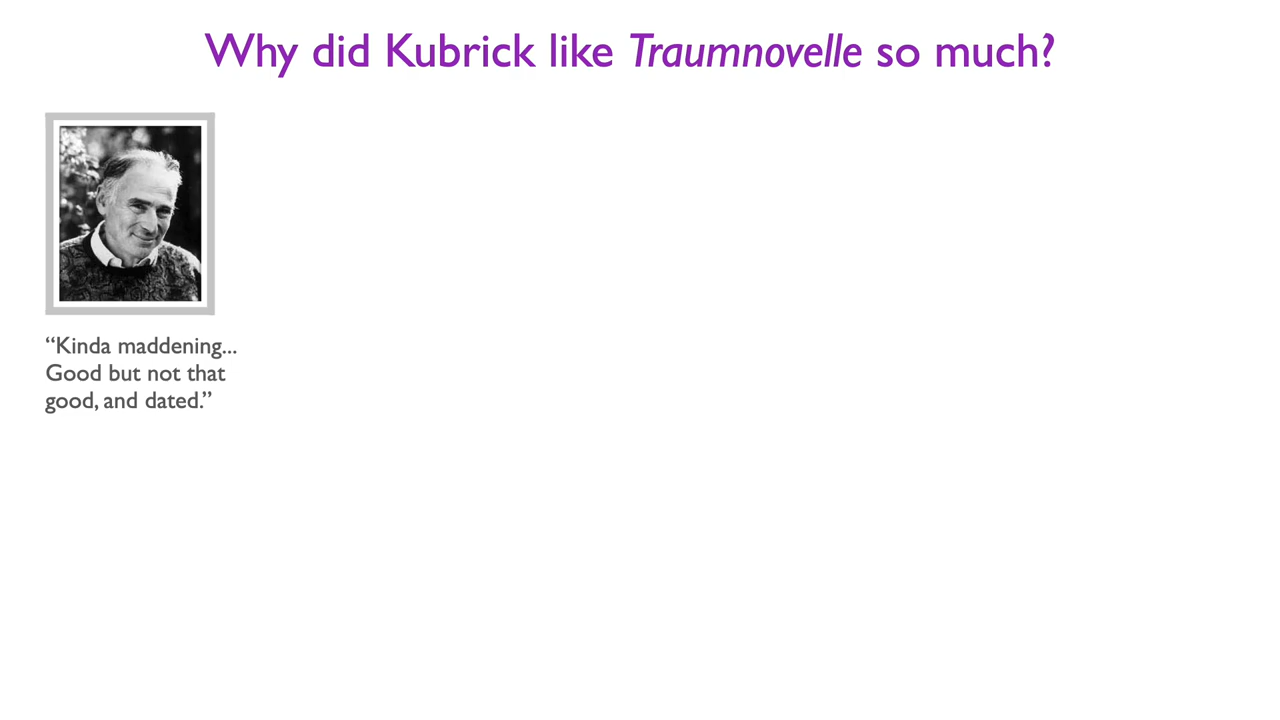 Why did Kubrick like Traumnovelle so much?
“Kinda maddening...
Good but not that
good, and dated.”